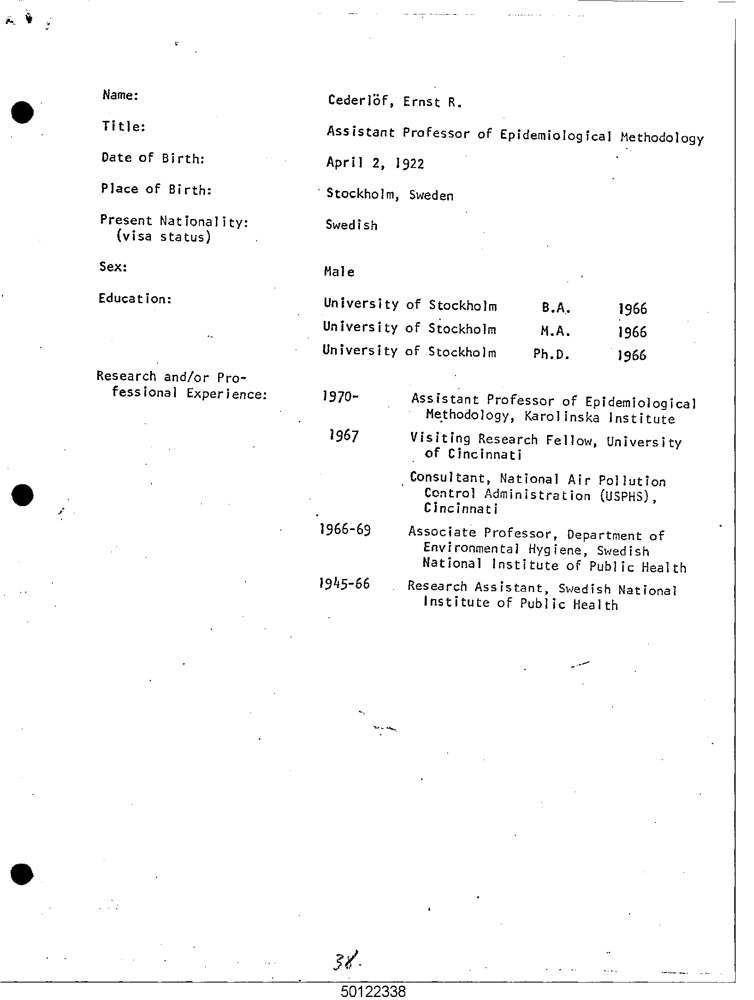 Name: Cederlöf, Ernst R.
Title: Assistant Professor of Epidemiological Methodology
Date of Birth: April 2, 1922
Place of Birth: Stockholm, Sweden
Present Nationality: Swedish
(visa status)
Sex: Male
Education: University of Stockholm B.A. 1966
University of Stockholm M.A. 1966
University of Stockholm Ph.D. 1966
Research and/or Pro-
fessional Experience: 1970- Assistant Professor of Epidemiological
Methodology, Karolinska Institute
1967 Visiting Research Fellow, University
of Cincinnati
Consultant, National Air Pollution
Control Administration (USPHS),
Cincinnati
1966-69 Associate Professor, Department of
Environmental Hygiene, Swedish
National Institute of Public Health
1945-66 Research Assistant, Swedish National
Institute of Public Health
38.
50122338